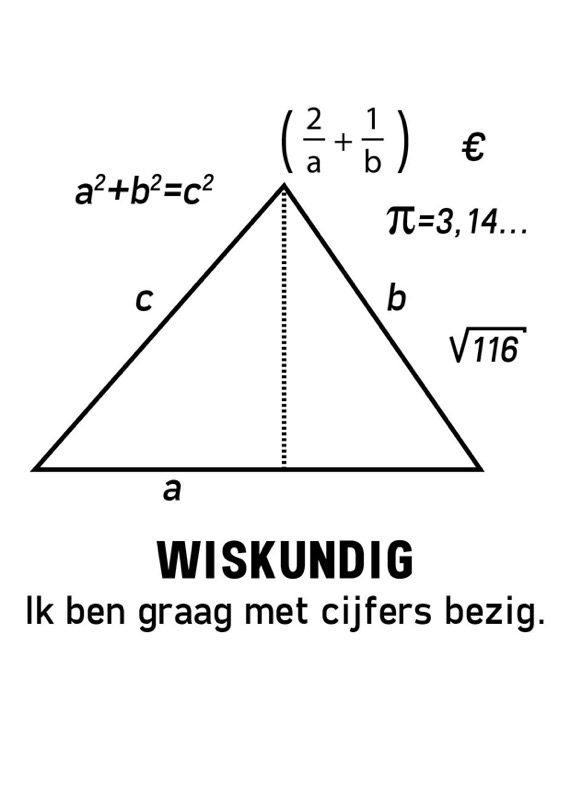 (2/a + 1/b) €
a²+b²=c²
π=3,14...
c
b
√116
a
WISKUNDIG
Ik ben graag met cijfers bezig.